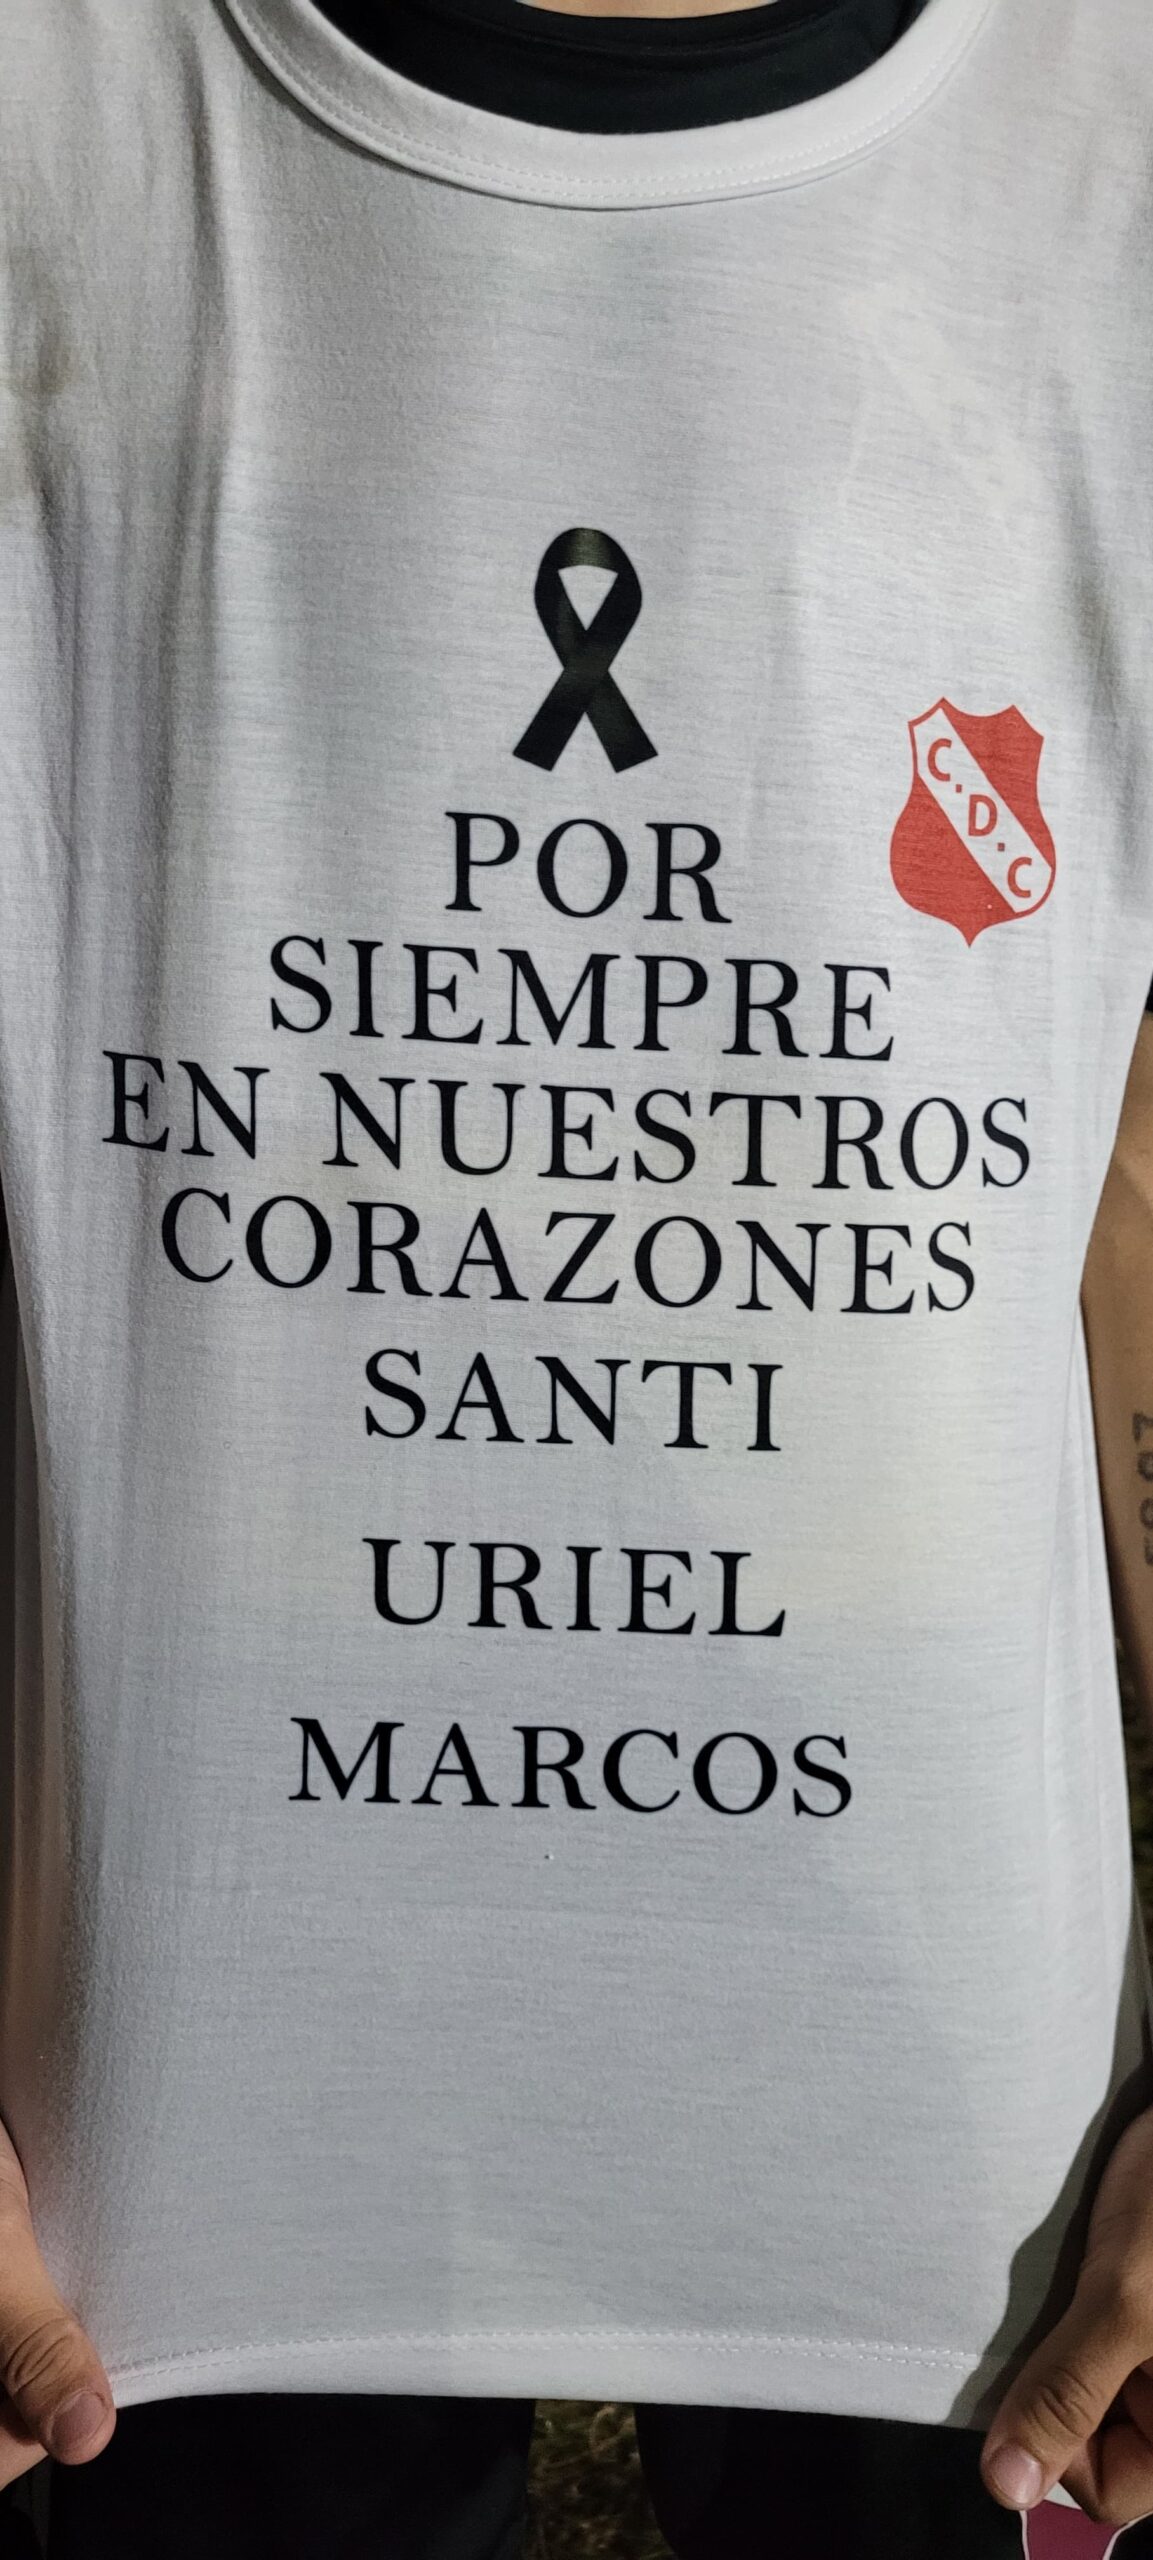 C.D.C
POR
SIEMPRE
EN NUESTROS
CORAZONES
SANTI
URIEL
MARCOS